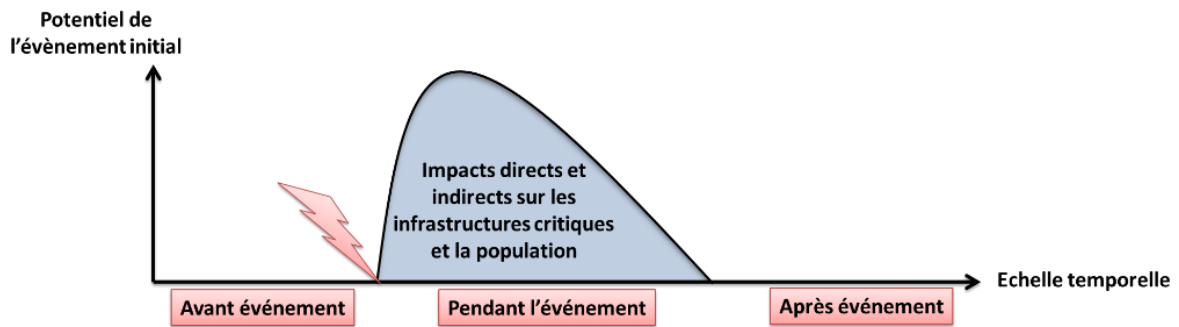 Potentiel de
l'évènement initial
Impacts directs et
indirects sur les
infrastructures critiques
et la population
Echelle temporelle
Avant événement
Pendant l'événement
Après événement